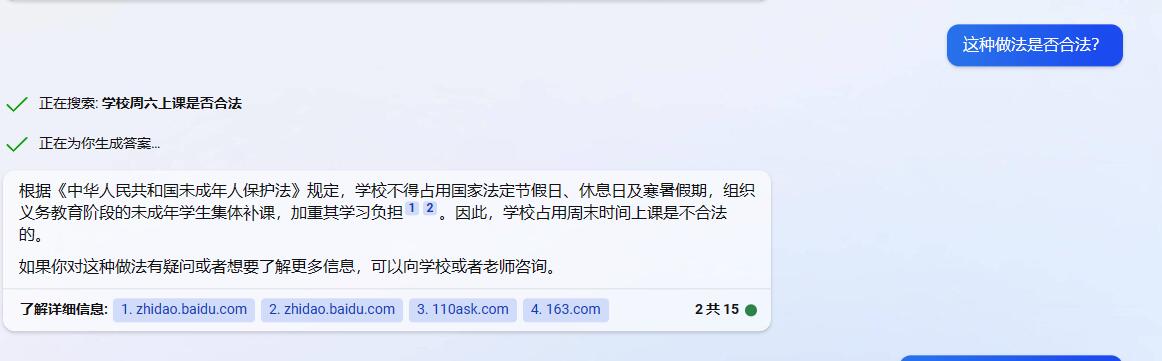 这种做法是否合法?
正在搜索: 学校周六上课是否合法
正在为你生成答案...
根据《中华人民共和国未成年人保护法》规定，学校不得占用国家法定节假日、休息日及寒暑假期，组织
义务教育阶段的未成年学生集体补课，加重其学习负担1 2。因此，学校占用周末时间上课是不合法
的。
如果你对这种做法有疑问或者想要了解更多信息，可以向学校或者老师咨询。
了解详细信息: 1. zhidao.baidu.com 2. zhidao.baidu.com 3. 110ask.com 4. 163.com 2 共 15